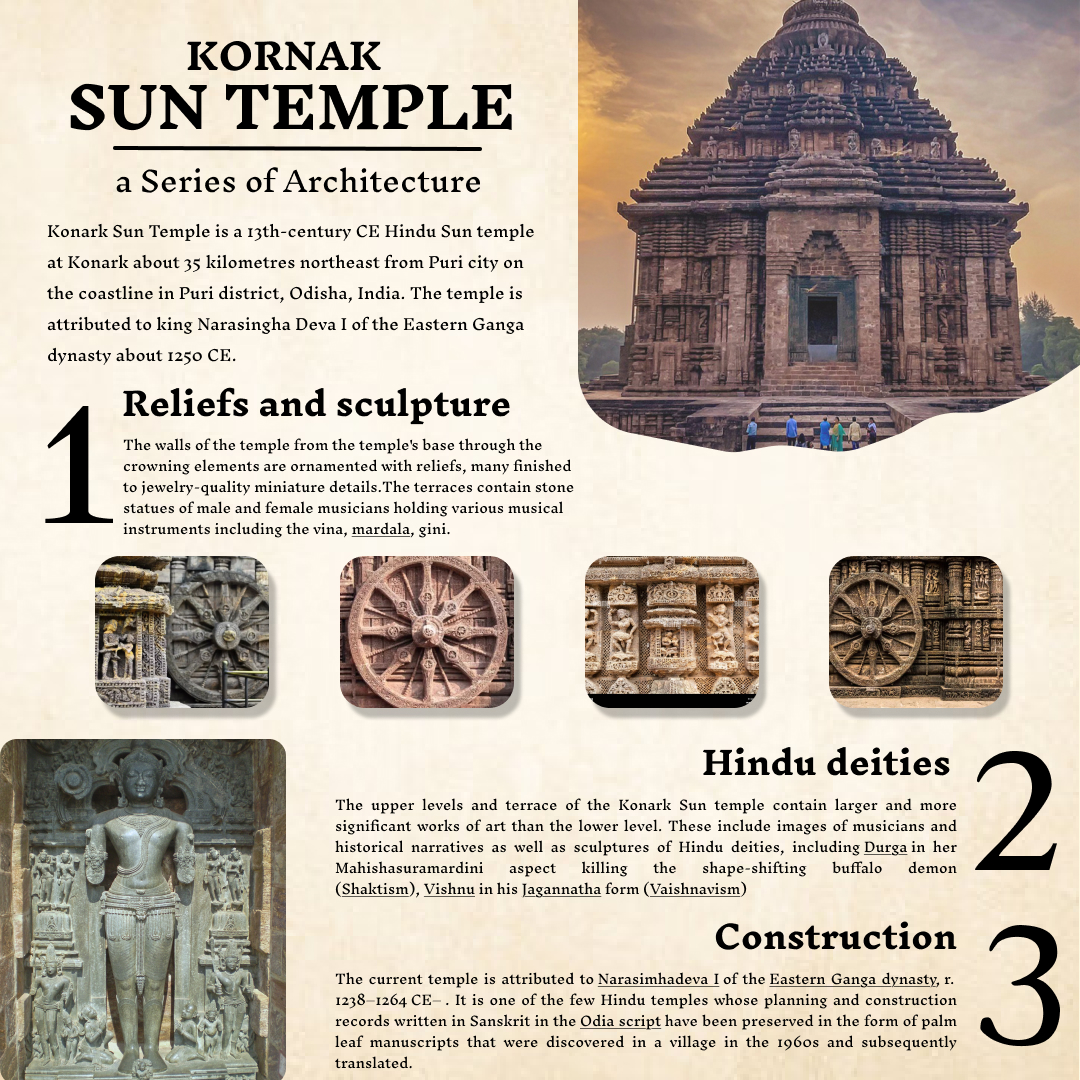 KORNAK
SUN TEMPLE
a Series of Architecture
Konark Sun Temple is a 13th-century CE Hindu Sun temple
at Konark about 35 kilometres northeast from Puri city on
the coastline in Puri district, Odisha, India. The temple is
attributed to king Narasingha Deva I of the Eastern Ganga
dynasty about 1250 CE.
1
Reliefs and sculpture
The walls of the temple from the temple's base through the
crowning elements are ornamented with reliefs, many finished
to jewelry-quality miniature details.The terraces contain stone
statues of male and female musicians holding various musical
instruments including the vina, mardala, gini.
Hindu deities
2
The upper levels and terrace of the Konark Sun temple contain larger and more
significant works of art than the lower level. These include images of musicians and
historical narratives as well as sculptures of Hindu deities, including Durga in her
Mahishasuramardini aspect killing the shape-shifting buffalo demon
(Shaktism), Vishnu in his Jagannatha form (Vaishnavism)
Construction
3
The current temple is attributed to Narasimhadeva I of the Eastern Ganga dynasty, r.
1238–1264 CE– . It is one of the few Hindu temples whose planning and construction
records written in Sanskrit in the Odia script have been preserved in the form of palm
leaf manuscripts that were discovered in a village in the 1960s and subsequently
translated.